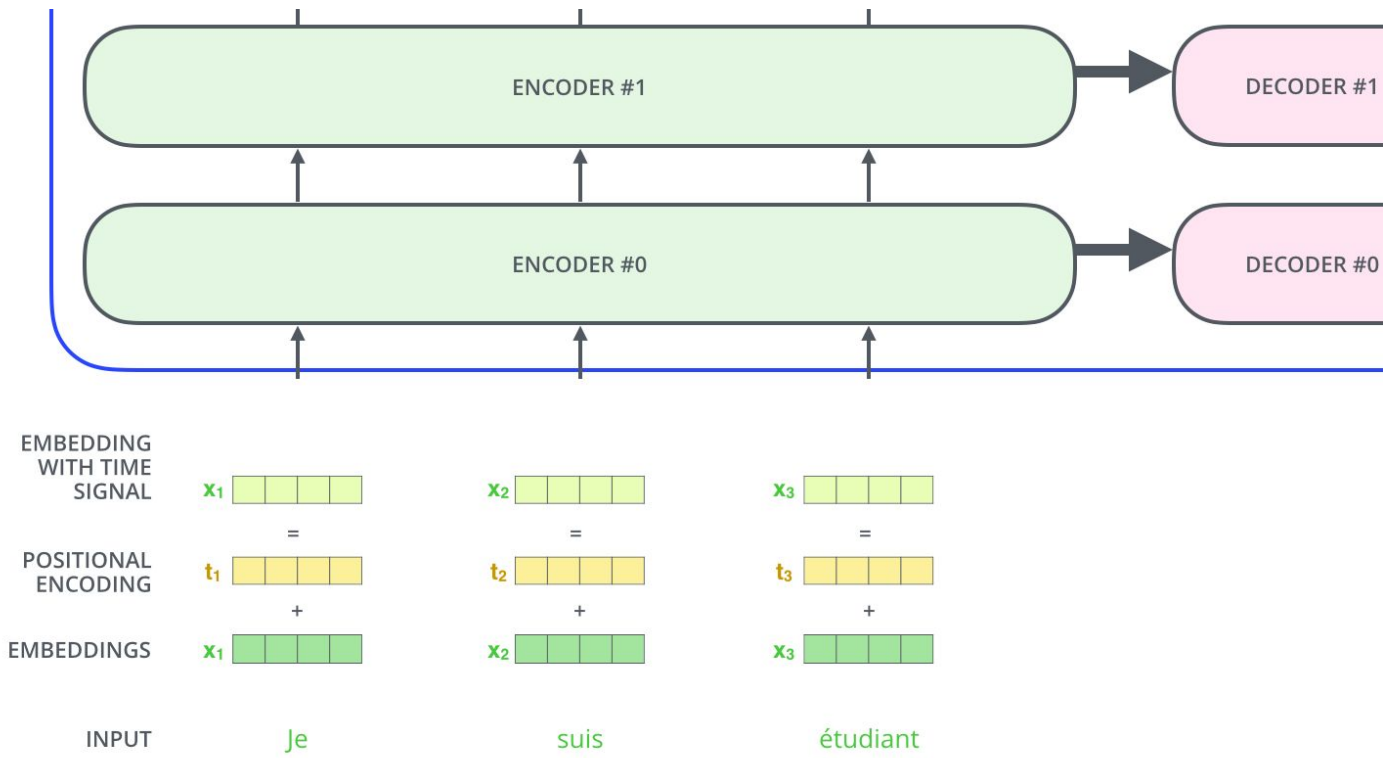 ENCODER #1
DECODER #1
ENCODER #0
DECODER #0
EMBEDDING
WITH TIME
SIGNAL
x₁
x₂
x₃
=
=
=
POSITIONAL
ENCODING
t₁
t₂
t₃
+
+
+
EMBEDDINGS
x₁
x₂
x₃
INPUT
Je
suis
étudiant